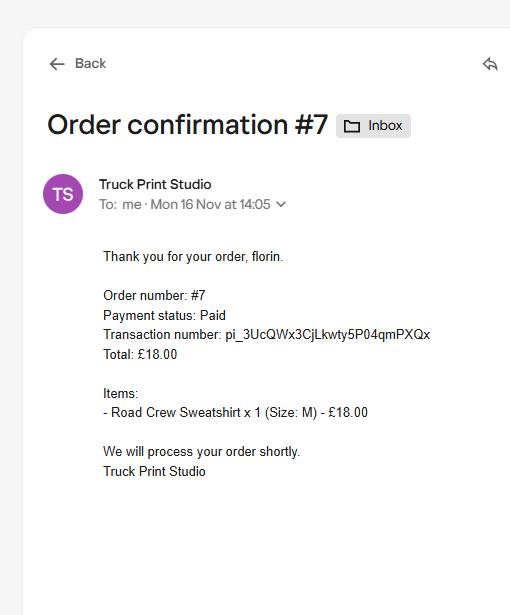 Back
Order confirmation #7
Inbox
TS
Truck Print Studio
To: me · Mon 16 Nov at 14:05
Thank you for your order, florin.
Order number: #7
Payment status: Paid
Transaction number: pi_3UcQWx3CjLkwty5P04qmPXQx
Total: £18.00
Items:
- Road Crew Sweatshirt x 1 (Size: M) - £18.00
We will process your order shortly.
Truck Print Studio